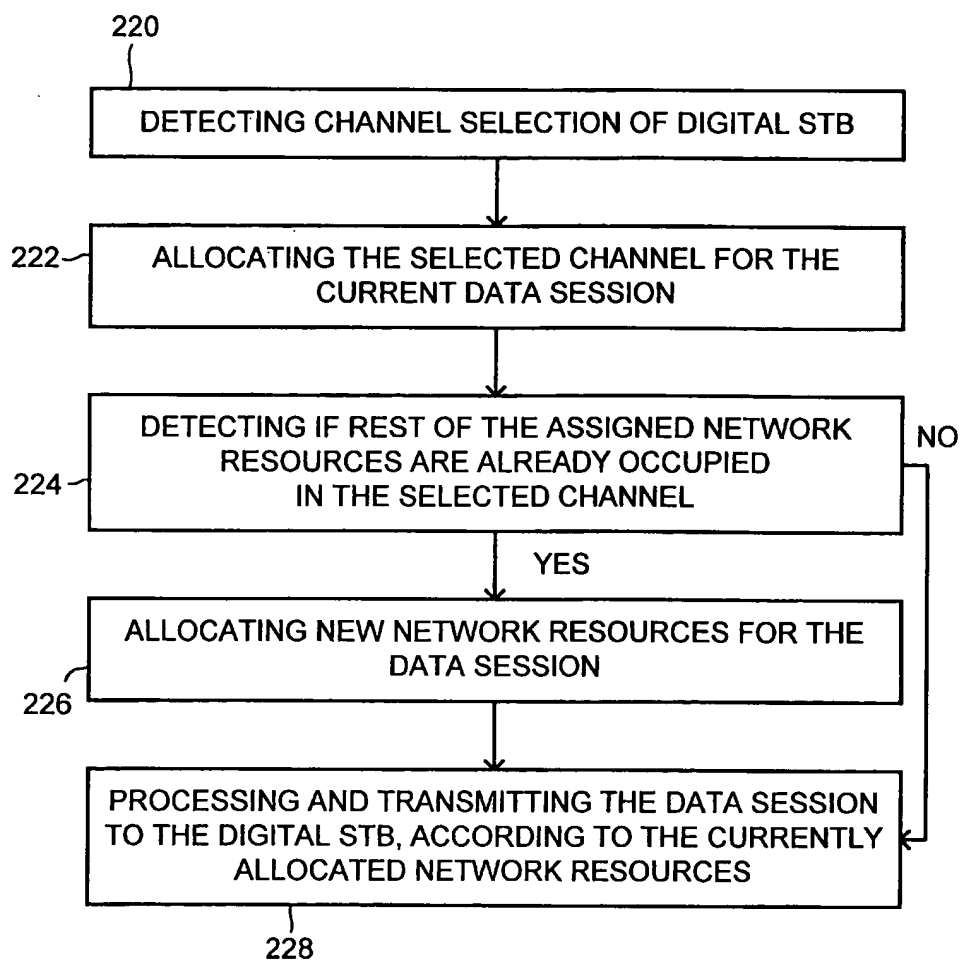 220
DETECTING CHANNEL SELECTION OF DIGITAL STB
222
ALLOCATING THE SELECTED CHANNEL FOR THE
CURRENT DATA SESSION
DETECTING IF REST OF THE ASSIGNED NETWORK
RESOURCES ARE ALREADY OCCUPIED
IN THE SELECTED CHANNEL
NO
224
YES
ALLOCATING NEW NETWORK RESOURCES FOR THE
DATA SESSION
226
PROCESSING AND TRANSMITTING THE DATA SESSION
TO THE DIGITAL STB, ACCORDING TO THE CURRENTLY
ALLOCATED NETWORK RESOURCES
228